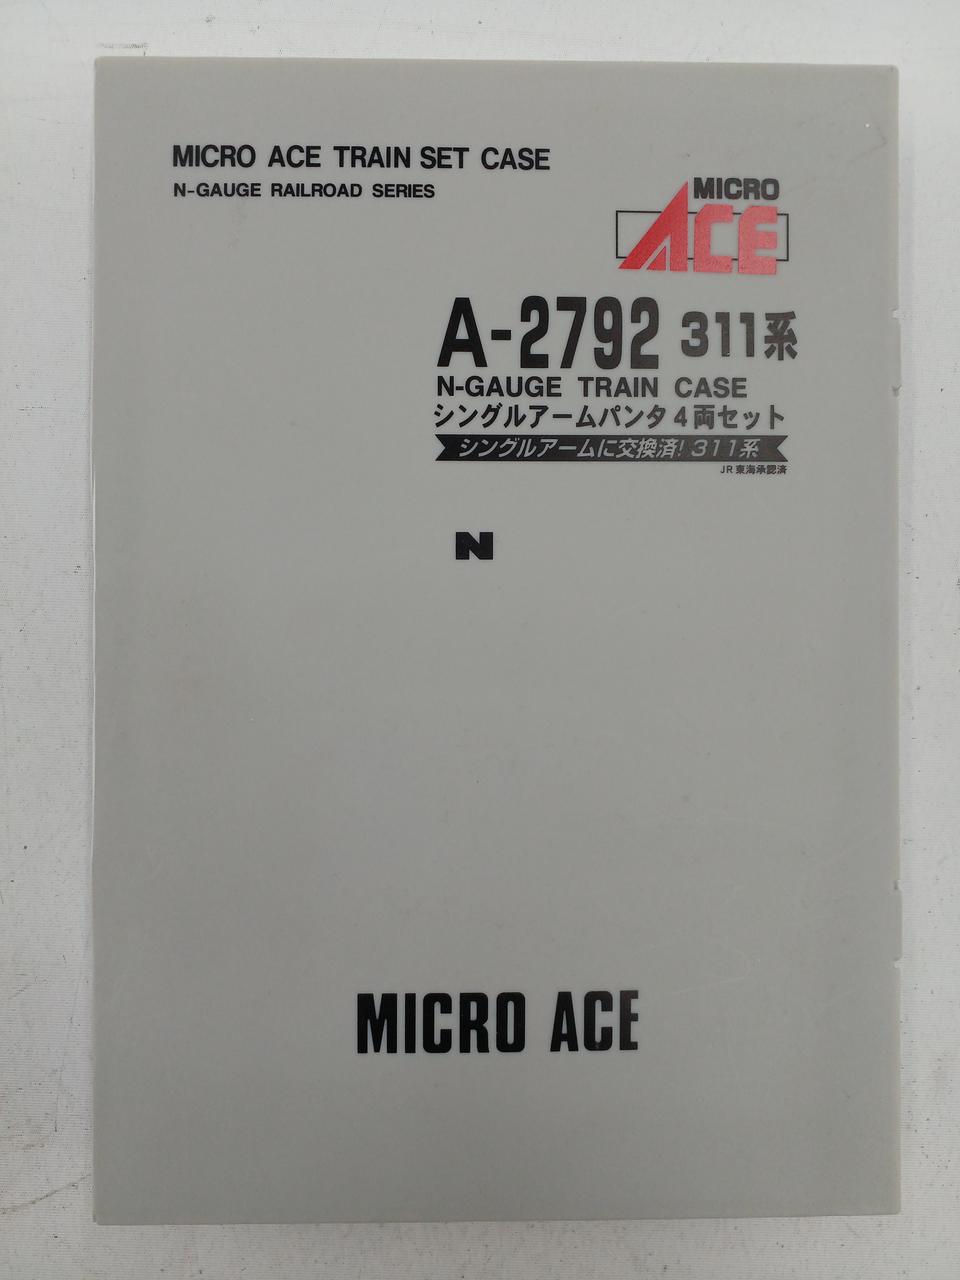 MICRO ACE TRAIN SET CASE
N-GAUGE RAILROAD SERIES
MICRO
ACE
A-2792 311系
N-GAUGE TRAIN CASE
シングルアームパンタ4両セット
シングルアームに交換済! 311系
JR東海承認済
N
MICRO ACE